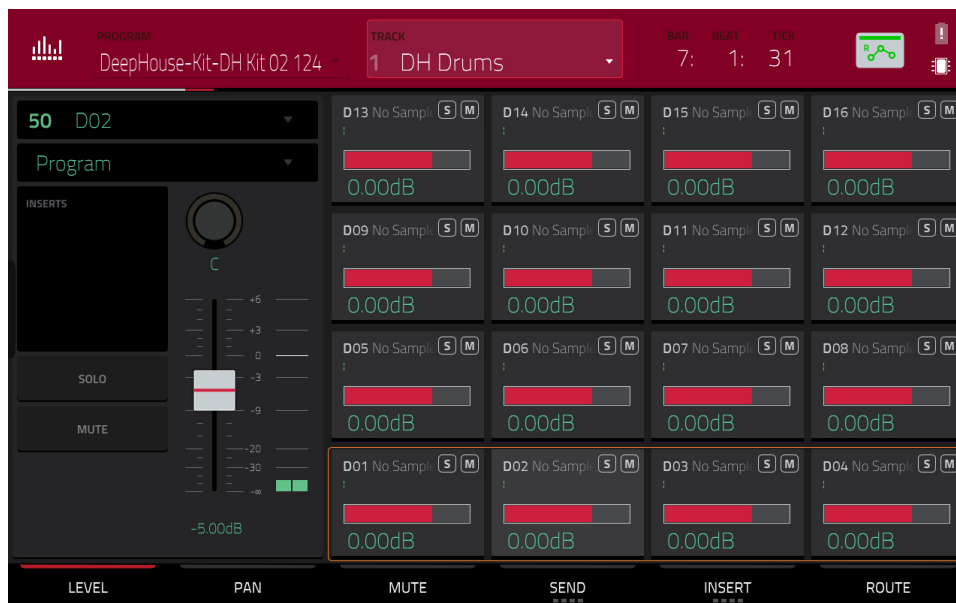 PROGRAM
DeepHouse-Kit-DH Kit 02 124
TRACK
1 DH Drums
BAR BEAT TICK
7: 1: 31
R
!
50 D02
Program
INSERTS
C
+6
+3
0
-3
-9
-20
-30
-∞
SOLO
MUTE
-5.00dB
D13 No Sampl S M
0.00dB
D14 No Sampl S M
0.00dB
D15 No Sampl S M
0.00dB
D16 No Sampl S M
0.00dB
D09 No Sampl S M
0.00dB
D10 No Sampl S M
0.00dB
D11 No Sampl S M
0.00dB
D12 No Sampl S M
0.00dB
D05 No Sampl S M
0.00dB
D06 No Sampl S M
0.00dB
D07 No Sampl S M
0.00dB
D08 No Sampl S M
0.00dB
D01 No Sampl S M
0.00dB
D02 No Sampl S M
0.00dB
D03 No Sampl S M
0.00dB
D04 No Sampl S M
0.00dB
LEVEL PAN MUTE SEND INSERT ROUTE